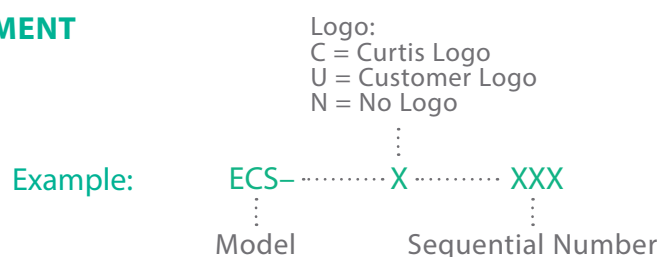 MENT
Logo:
C = Curtis Logo
U = Customer Logo
N = No Logo
Example: ECS– X XXX
Model Sequential Number